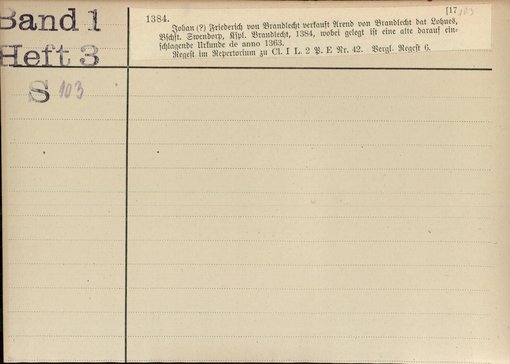 Band 1
Heft 3
S 103
[17 103
1384.
Johan (?) Friederich von Brandlecht verkauft Arend von Brandlecht dat Lohues,
Bschft. Swendorp, Kspl. Brandlecht, 1384, wobei gelegt ist eine alte darauf ein-
schlagende Urkunde de anno 1363.
Regest im Repertorium zu Cl. I L. 2 P. E Nr. 42. Vergl. Regest 6.